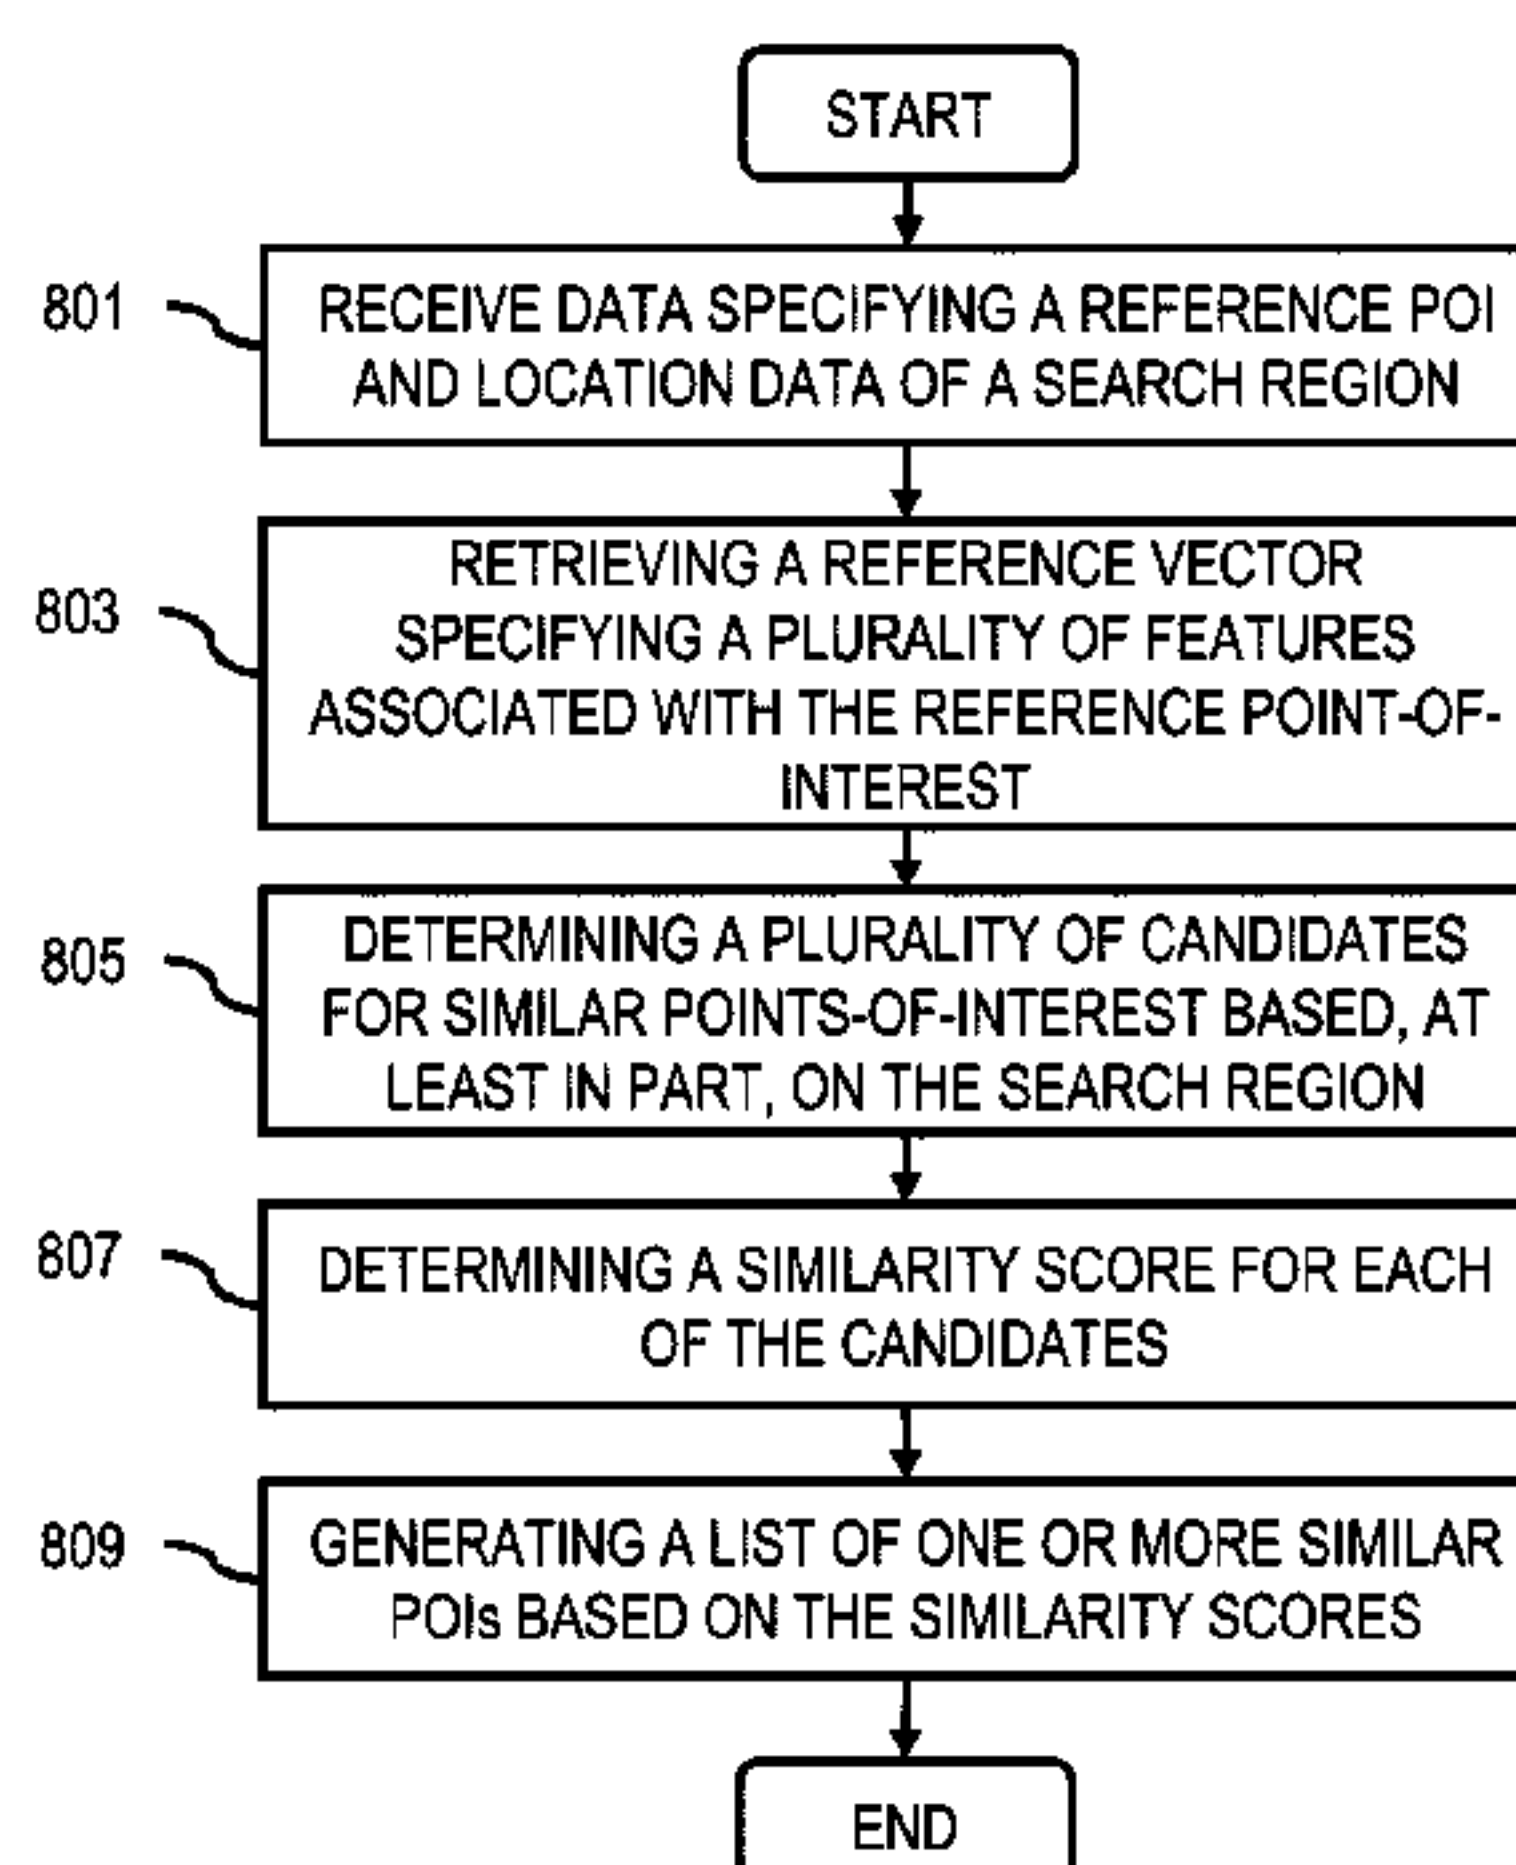 START
801
RECEIVE DATA SPECIFYING A REFERENCE POI
AND LOCATION DATA OF A SEARCH REGION
803
RETRIEVING A REFERENCE VECTOR
SPECIFYING A PLURALITY OF FEATURES
ASSOCIATED WITH THE REFERENCE POINT-OF-
INTEREST
805
DETERMINING A PLURALITY OF CANDIDATES
FOR SIMILAR POINTS-OF-INTEREST BASED, AT
LEAST IN PART, ON THE SEARCH REGION
807
DETERMINING A SIMILARITY SCORE FOR EACH
OF THE CANDIDATES
809
GENERATING A LIST OF ONE OR MORE SIMILAR
POIs BASED ON THE SIMILARITY SCORES
END